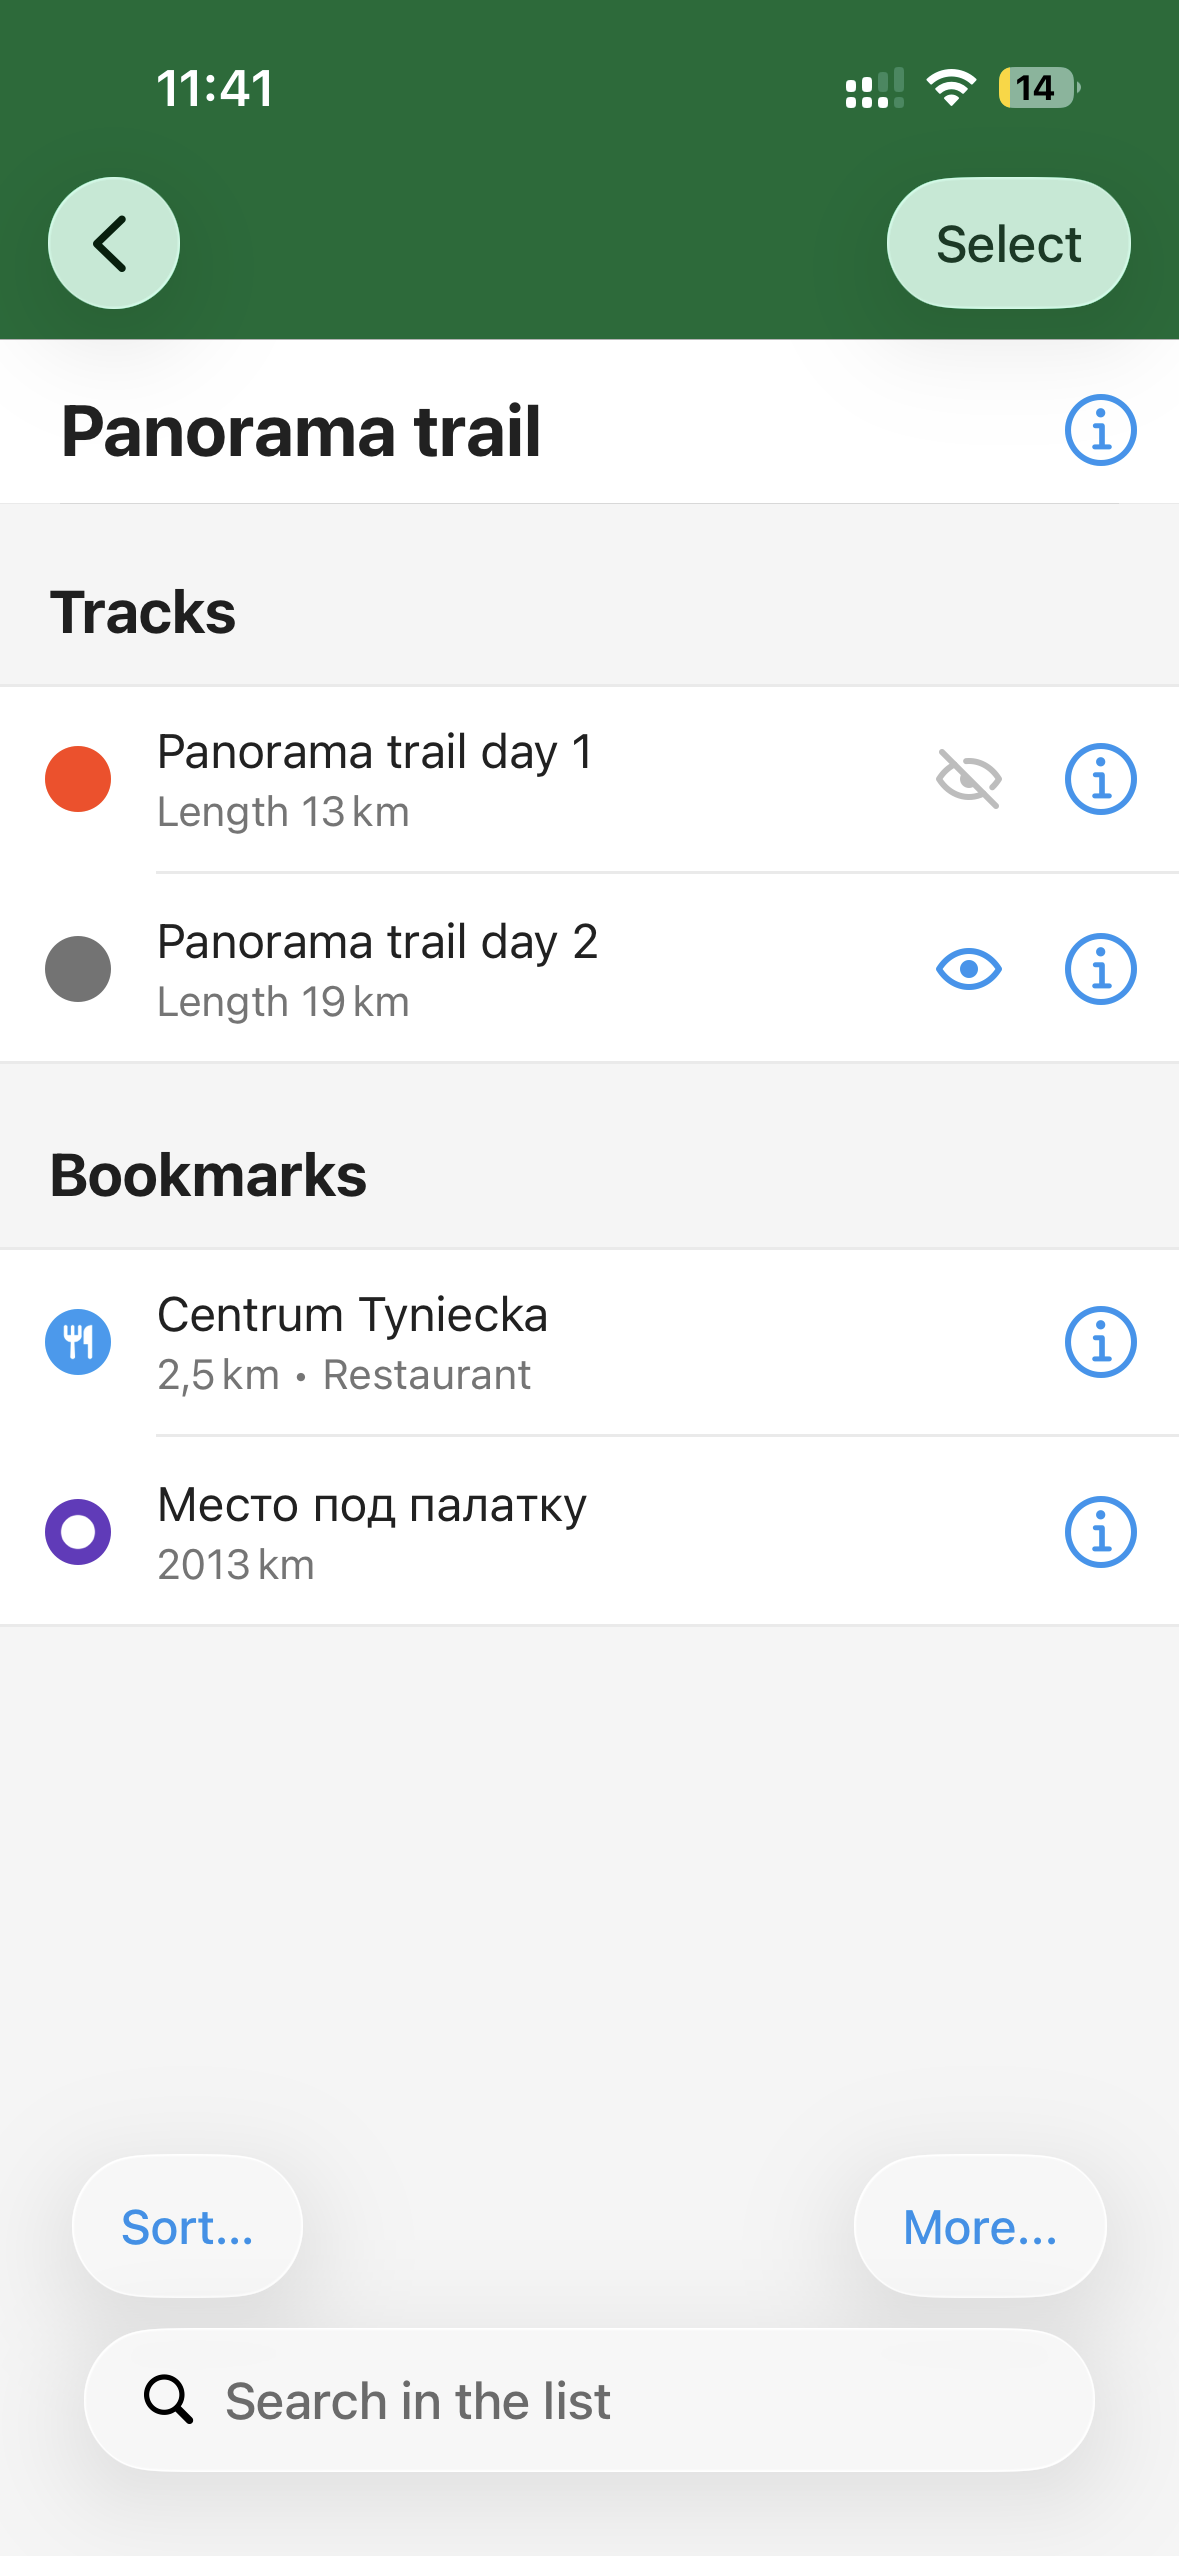 11:41
14
Select
Panorama trail
Tracks
Panorama trail day 1
Length 13 km
Panorama trail day 2
Length 19 km
Bookmarks
Centrum Tyniecka
2,5 km • Restaurant
Место под палатку
2013 km
Sort...
More...
Search in the list